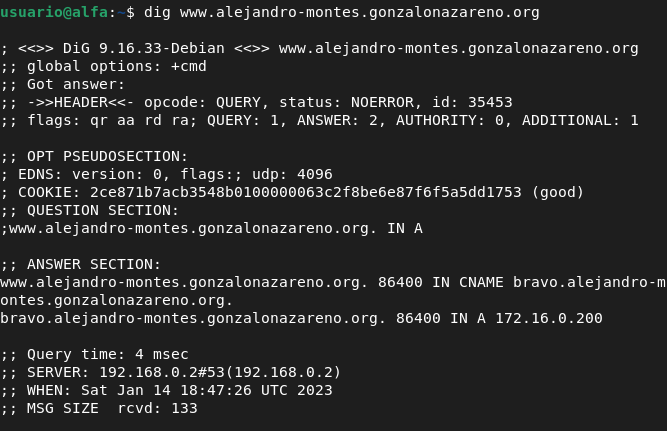 usuario@alfa:~$ dig www.alejandro-montes.gonzalonazareno.org
; <<>> DiG 9.16.33-Debian <<>> www.alejandro-montes.gonzalonazareno.org
;; global options: +cmd
;; Got answer:
;; ->>HEADER<<- opcode: QUERY, status: NOERROR, id: 35453
;; flags: qr aa rd ra; QUERY: 1, ANSWER: 2, AUTHORITY: 0, ADDITIONAL: 1
;; OPT PSEUDOSECTION:
; EDNS: version: 0, flags:; udp: 4096
; COOKIE: 2ce871b7acb3548b0100000063c2f8be6e87f6f5a5dd1753 (good)
;; QUESTION SECTION:
;www.alejandro-montes.gonzalonazareno.org. IN A
;; ANSWER SECTION:
www.alejandro-montes.gonzalonazareno.org. 86400 IN CNAME bravo.alejandro-m
ontes.gonzalonazareno.org.
bravo.alejandro-montes.gonzalonazareno.org. 86400 IN A 172.16.0.200
;; Query time: 4 msec
;; SERVER: 192.168.0.2#53(192.168.0.2)
;; WHEN: Sat Jan 14 18:47:26 UTC 2023
;; MSG SIZE  rcvd: 133